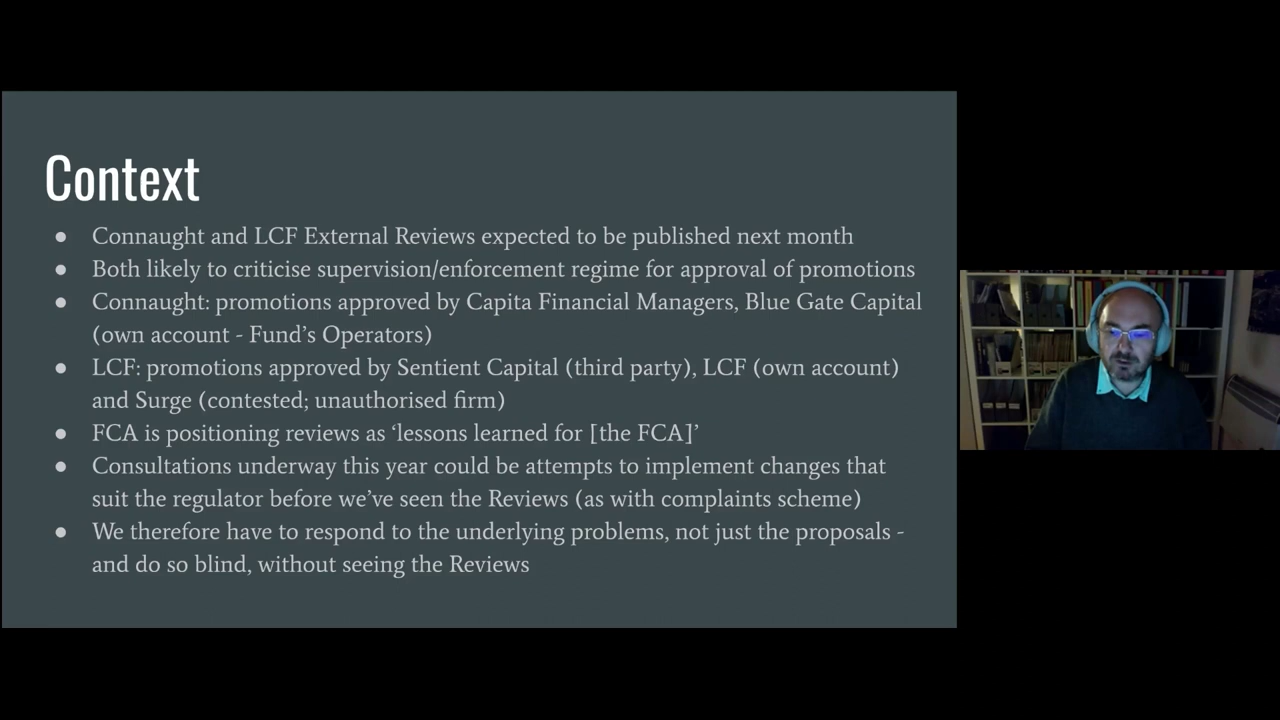 Context
● Connaught and LCF External Reviews expected to be published next month
● Both likely to criticise supervision/enforcement regime for approval of promotions
● Connaught: promotions approved by Capita Financial Managers, Blue Gate Capital
(own account - Fund’s Operators)
● LCF: promotions approved by Sentient Capital (third party), LCF (own account)
and Surge (contested; unauthorised firm)
● FCA is positioning reviews as ‘lessons learned for [the FCA]’
● Consultations underway this year could be attempts to implement changes that
suit the regulator before we’ve seen the Reviews (as with complaints scheme)
● We therefore have to respond to the underlying problems, not just the proposals -
and do so blind, without seeing the Reviews